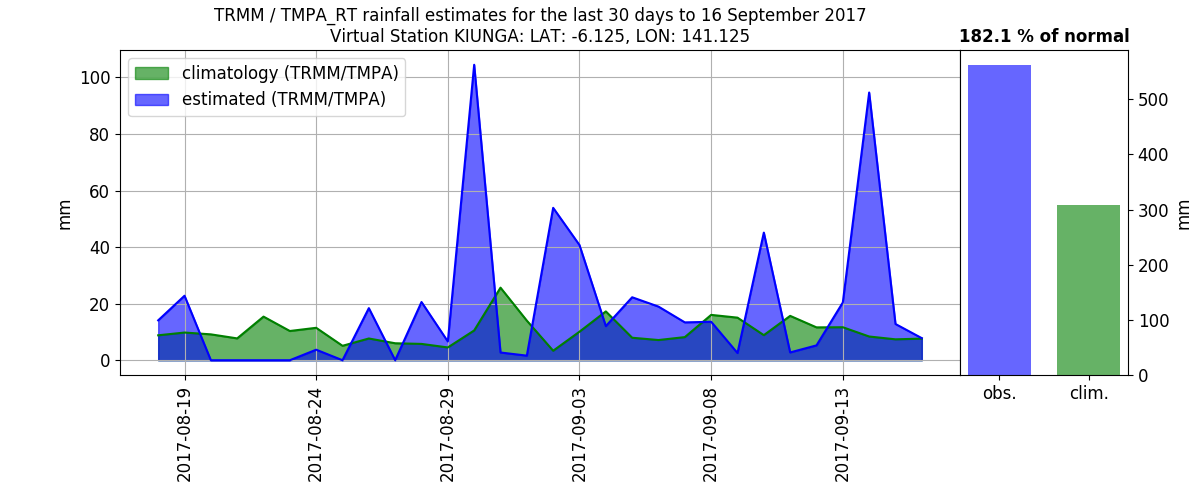 TRMM / TMPA_RT rainfall estimates for the last 30 days to 16 September 2017
Virtual Station KIUNGA: LAT: -6.125, LON: 141.125
182.1 % of normal
climatology (TRMM/TMPA)
estimated (TRMM/TMPA)
mm
100
80
60
40
20
0
2017-08-19
2017-08-24
2017-08-29
2017-09-03
2017-09-08
2017-09-13
500
400
300
200
100
0
mm
obs.
clim.